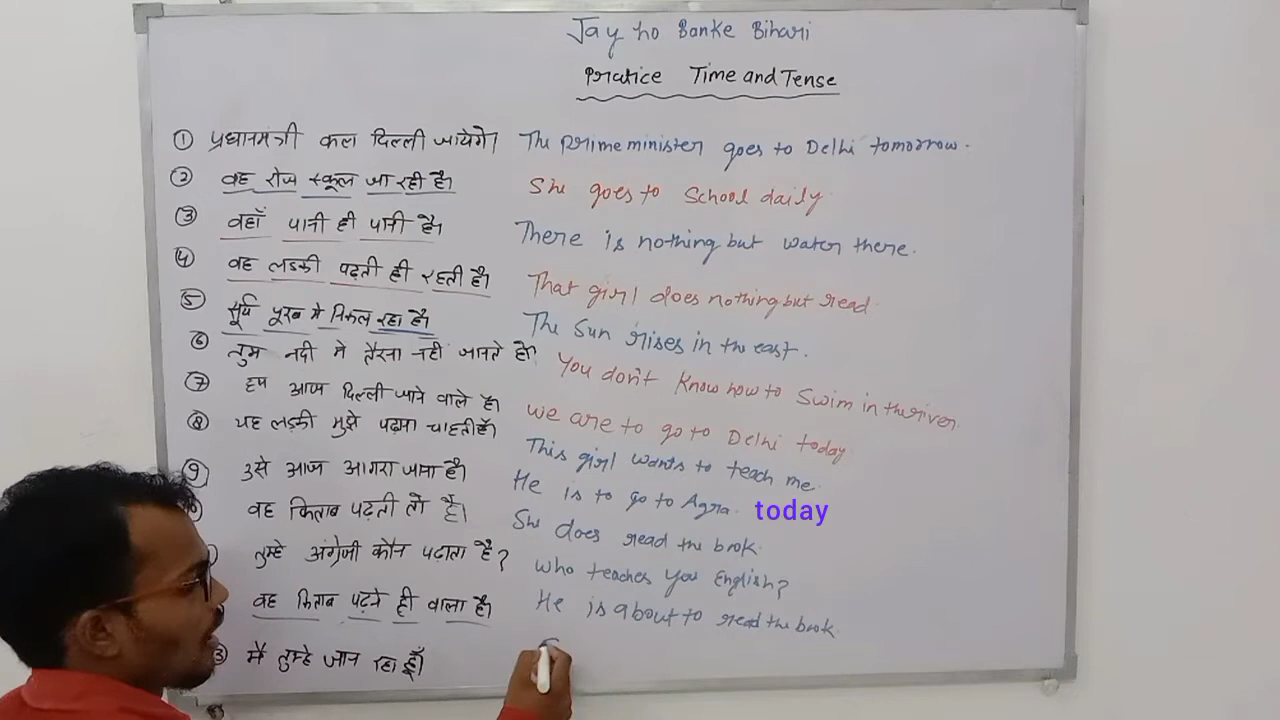 Jay ho Banke Bihari
Pratice Time and Tense
① प्रधानमंत्री कल दिल्ली जायेगे। The prime minister goes to Delhi tomorrow.
② वह रोज स्कूल जा रही है। She goes to School daily
③ वहाँ पानी ही पानी है। There is nothing but water there.
④ वह लडकी पढ़ती ही रहती है। That girl does nothing but read.
⑤ सूर्य पूरब मे निकल रहा है। The Sun rises in the east.
⑥ तुम नदी मे तैरना नही जानते हो। You don't know how to Swim in the river.
⑦ हम आज दिल्ली जाने वाले है। We are to go to Delhi today
⑧ यह लड़की मुझे पढ़ाना चाहती है। This girl wants to teach me.
⑨ उसे आज आगरा जाना है। He is to go to Agra. today
वह किताब पढ़ती तो है। She does read the book.
तुम्हे अंग्रेजी कौन पढ़ाता है? Who teaches you English?
वह किताब पढ़ने ही वाला है। He is about to read the book.
मै तुम्हे जान रहा हूँ।